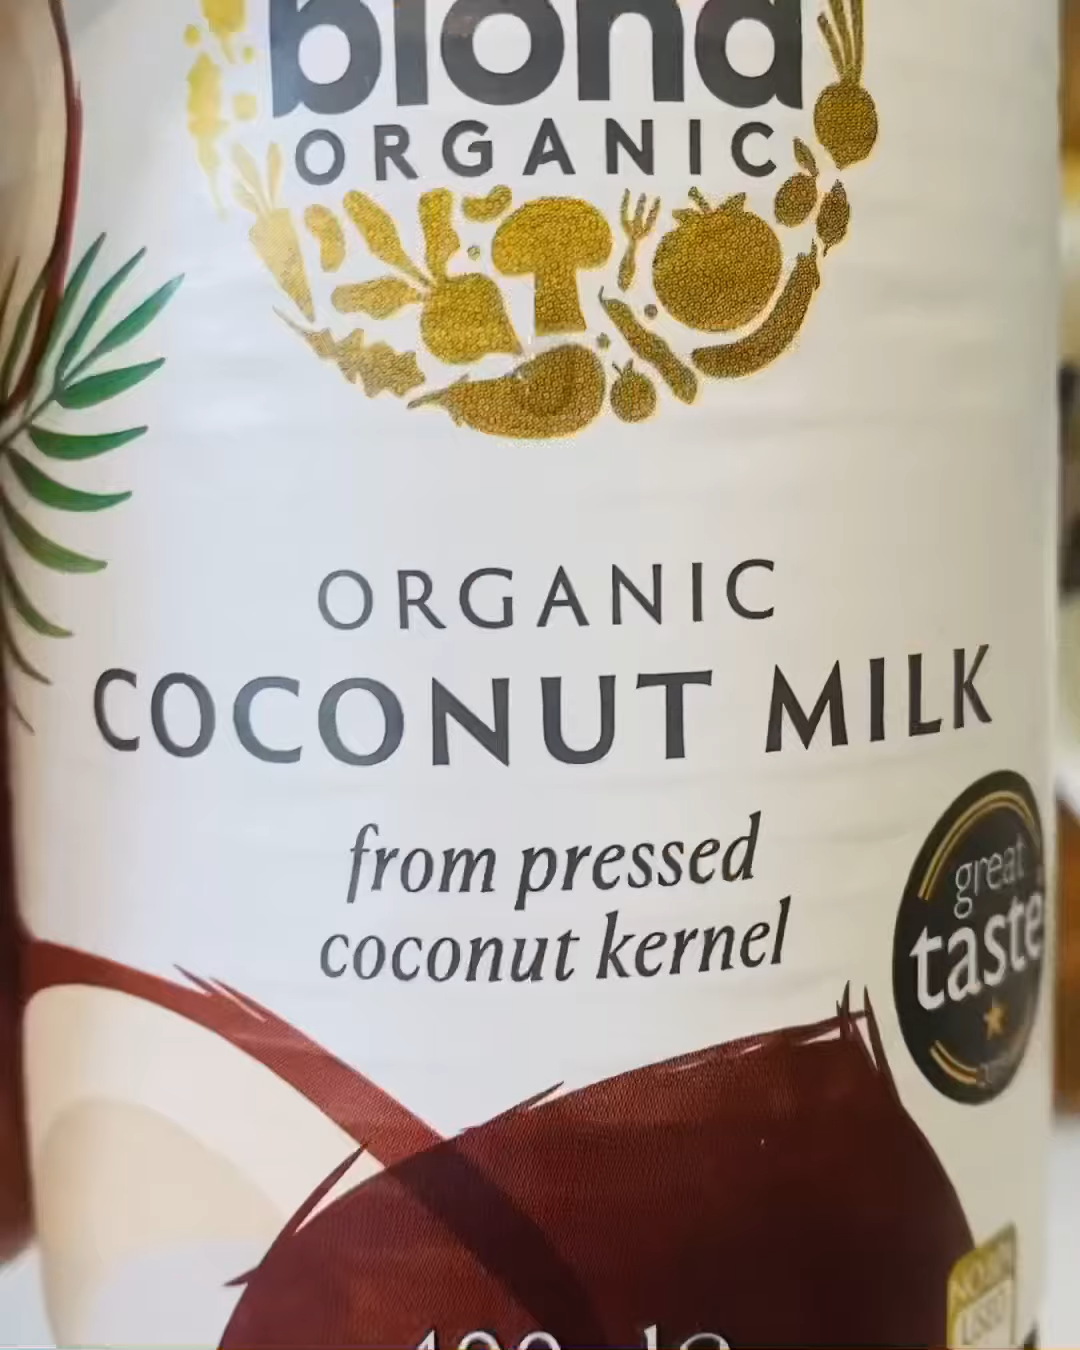 biona
ORGANIC
ORGANIC
COCONUT MILK
from pressed
coconut kernel
great
taste